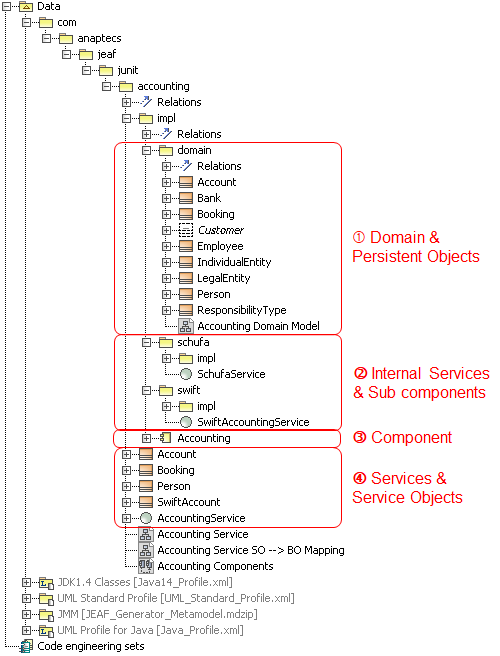 Data
com
anaptecs
jeaf
junit
accounting
Relations
impl
Relations
domain
Relations
Account
Bank
Booking
Customer
Employee
IndividualEntity
LegalEntity
Person
ResponsibilityType
Accounting Domain Model
① Domain &
Persistent Objects
schufa
impl
SchufaService
swift
impl
SwiftAccountingService
② Internal Services
& Sub components
Accounting
③ Component
Account
Booking
Person
SwiftAccount
AccountingService
④ Services &
Service Objects
Accounting Service
Accounting Service SO --> BO Mapping
Accounting Components
JDK1.4 Classes [Java14_Profile.xml]
UML Standard Profile [UML_Standard_Profile.xml]
JMM [JEAF_Generator_Metamodel.mdzip]
UML Profile for Java [Java_Profile.xml]
Code engineering sets